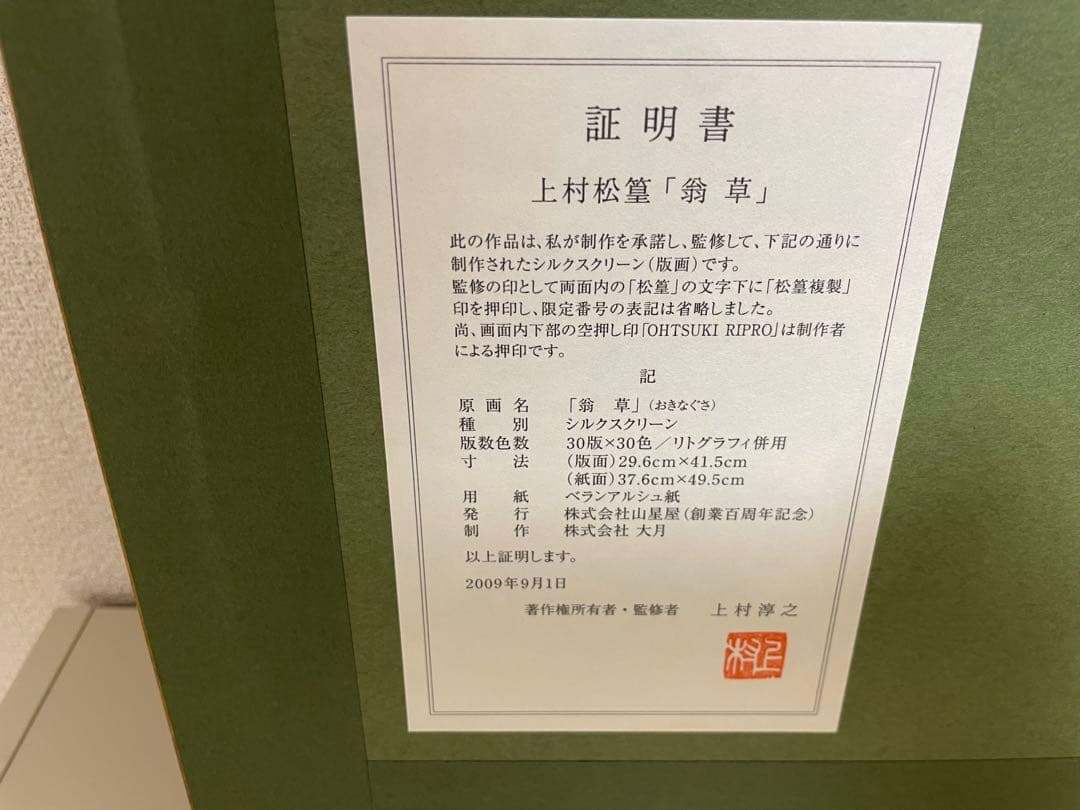 証明書
上村松篁「翁 草」
此の作品は、私が制作を承諾し、監修して、下記の通りに
制作されたシルクスクリーン(版画)です。
監修の印として両面内の「松篁」の文字下に「松篁複製」
印を押印し、限定番号の表記は省略しました。
尚、画面内下部の空押し印「OHTSUKI RIPRO」は制作者
による押印です。
記
原画名 「翁 草」(おきなぐさ)
種別 シルクスクリーン
版数色数 30版×30色/リトグラフィ併用
寸法 (版面)29.6cm×41.5cm
(紙面)37.6cm×49.5cm
用紙 ベランアルシュ紙
発行 株式会社山星屋(創業百周年記念)
制作 株式会社 大月
以上証明します。
2009年9月1日
著作権所有者・監修者 上村淳之
上村